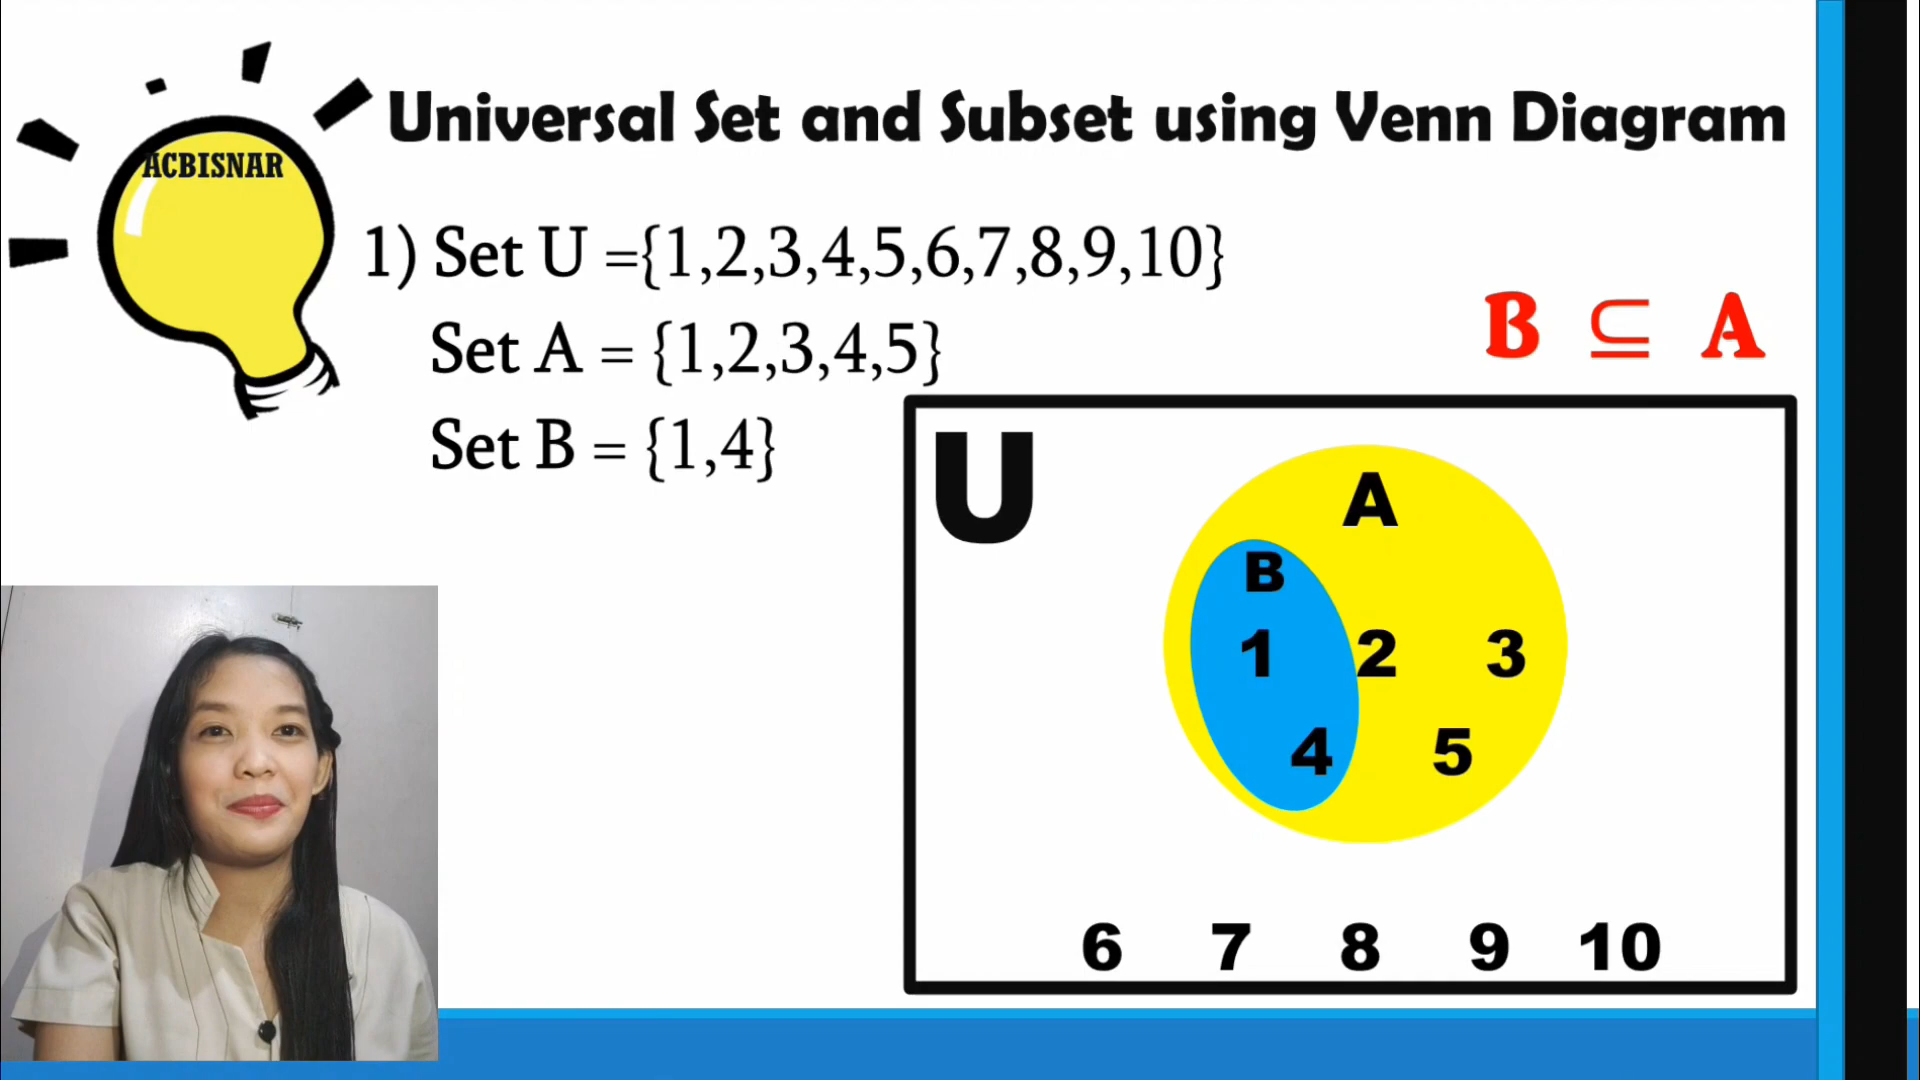 Universal Set and Subset using Venn Diagram
ACBISNAR
1) Set U ={1,2,3,4,5,6,7,8,9,10}
B ⊆ A
Set A = {1,2,3,4,5}
Set B = {1,4}
U
A
B
1 2 3
4 5
6 7 8 9 10